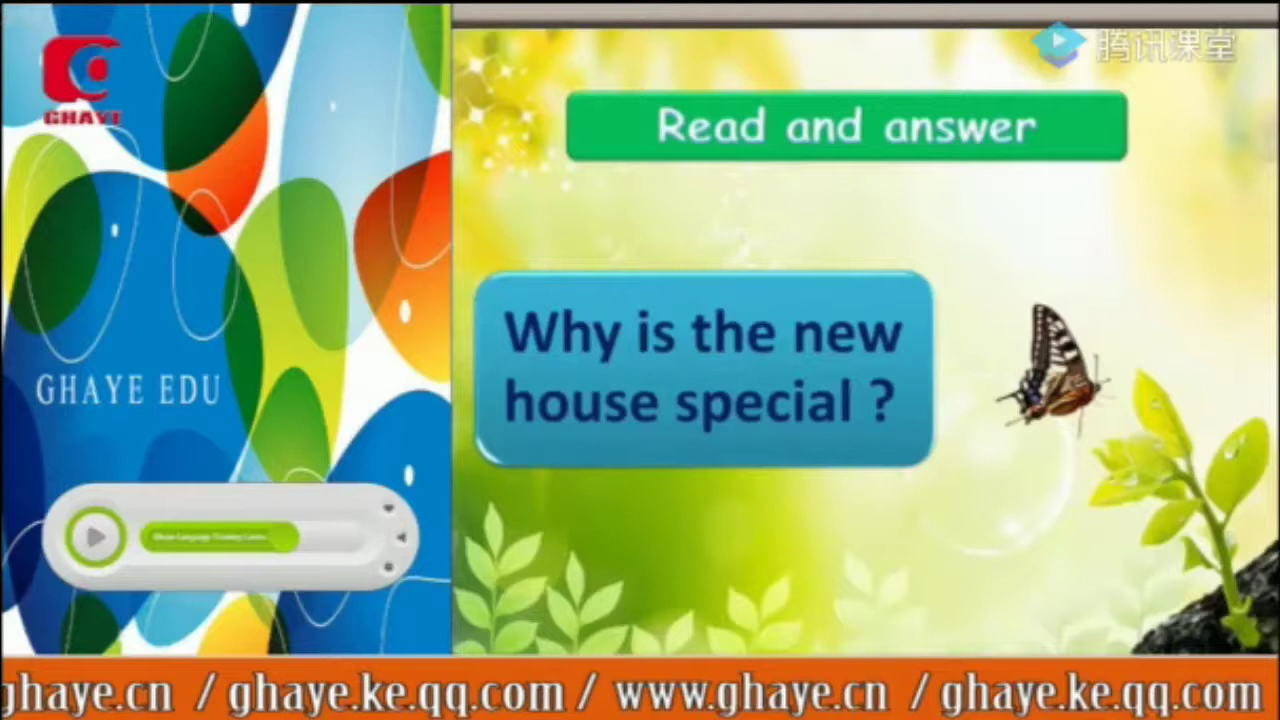 GHAYE
腾讯课堂
Read and answer
Why is the new
house special ?
GHAYE EDU
ghaye.cn / ghaye.ke.qq.com / www.ghaye.cn / ghaye.ke.qq.com